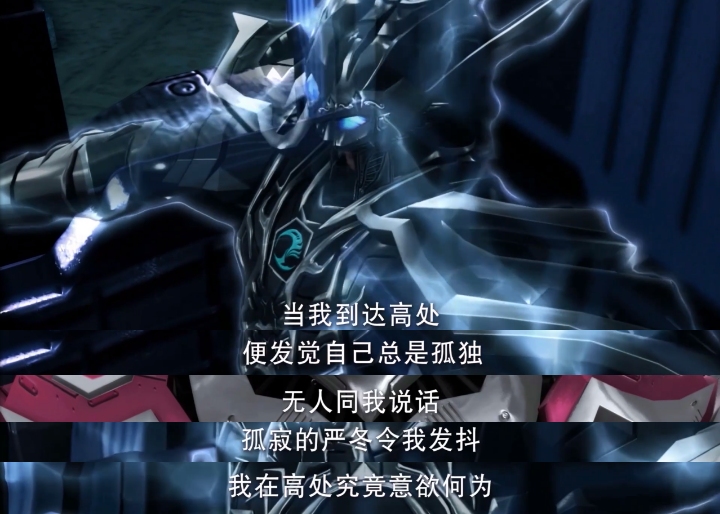 当我到达高处
便发觉自己总是孤独
无人同我说话
孤寂的严冬令我发抖
我在高处究竟意欲何为